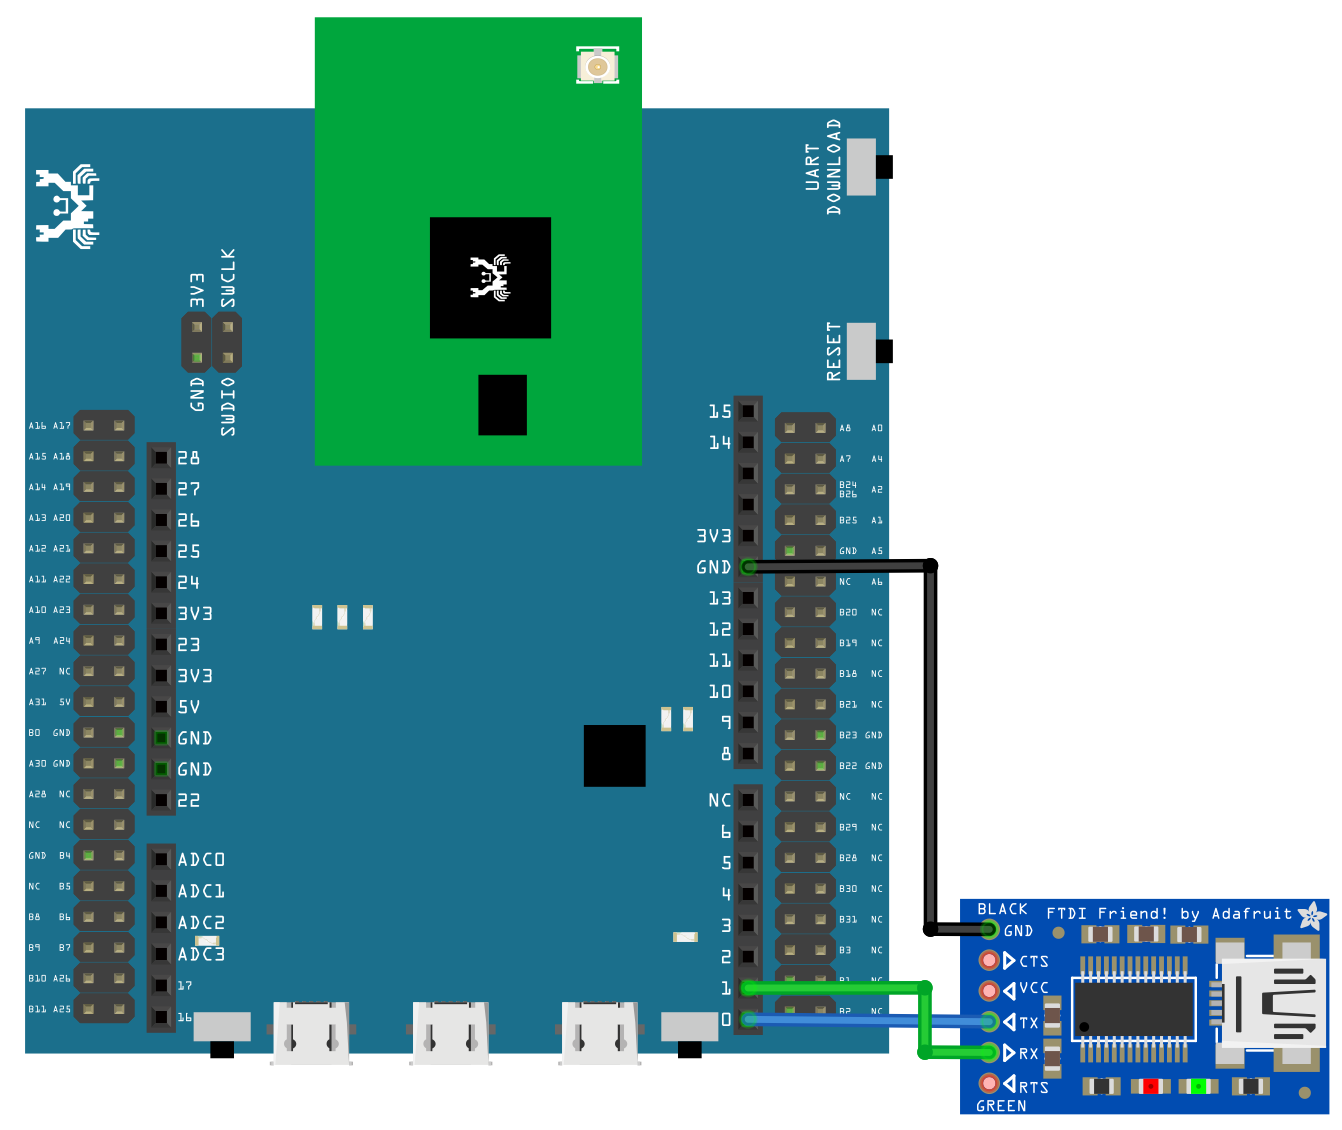 UART
DOWNLOAD
3V3
SWCLK
RESET
GND
SWDIO
A16 A17
A15 A18
A14 A19
A13 A20
A12 A21
A11 A22
A10 A23
A9 A24
A27 NC
A31 5V
B0 GND
A30 GND
A28 NC
NC NC
GND B4
NC B5
B8 B6
B9 B7
B10 A26
B11 A25
28
27
26
25
24
3V3
23
3V3
5V
GND
GND
22
ADC0
ADC1
ADC2
ADC3
17
16
15
14
3V3
GND
13
12
11
10
9
8
NC
6
5
4
3
2
1
0
A8 A0
A7 A4
B24
B26 A2
B25 A1
GND A5
NC A6
B20 NC
B19 NC
B18 NC
B21 NC
B23 GND
B22 GND
NC NC
B29 NC
B28 NC
B30 NC
B31 NC
B3 NC
B1 NC
B2 NC
BLACK
FTDI Friend! by Adafruit
GND
CTS
VCC
TX
RX
RTS
GREEN